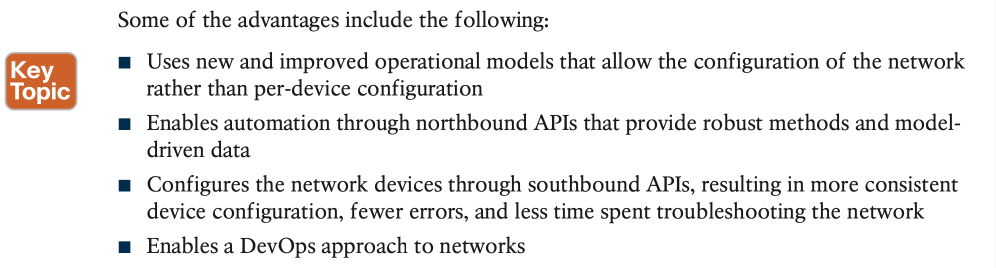 Some of the advantages include the following:
Key
Topic
■ Uses new and improved operational models that allow the configuration of the network
rather than per-device configuration
■ Enables automation through northbound APIs that provide robust methods and model-
driven data
■ Configures the network devices through southbound APIs, resulting in more consistent
device configuration, fewer errors, and less time spent troubleshooting the network
■ Enables a DevOps approach to networks